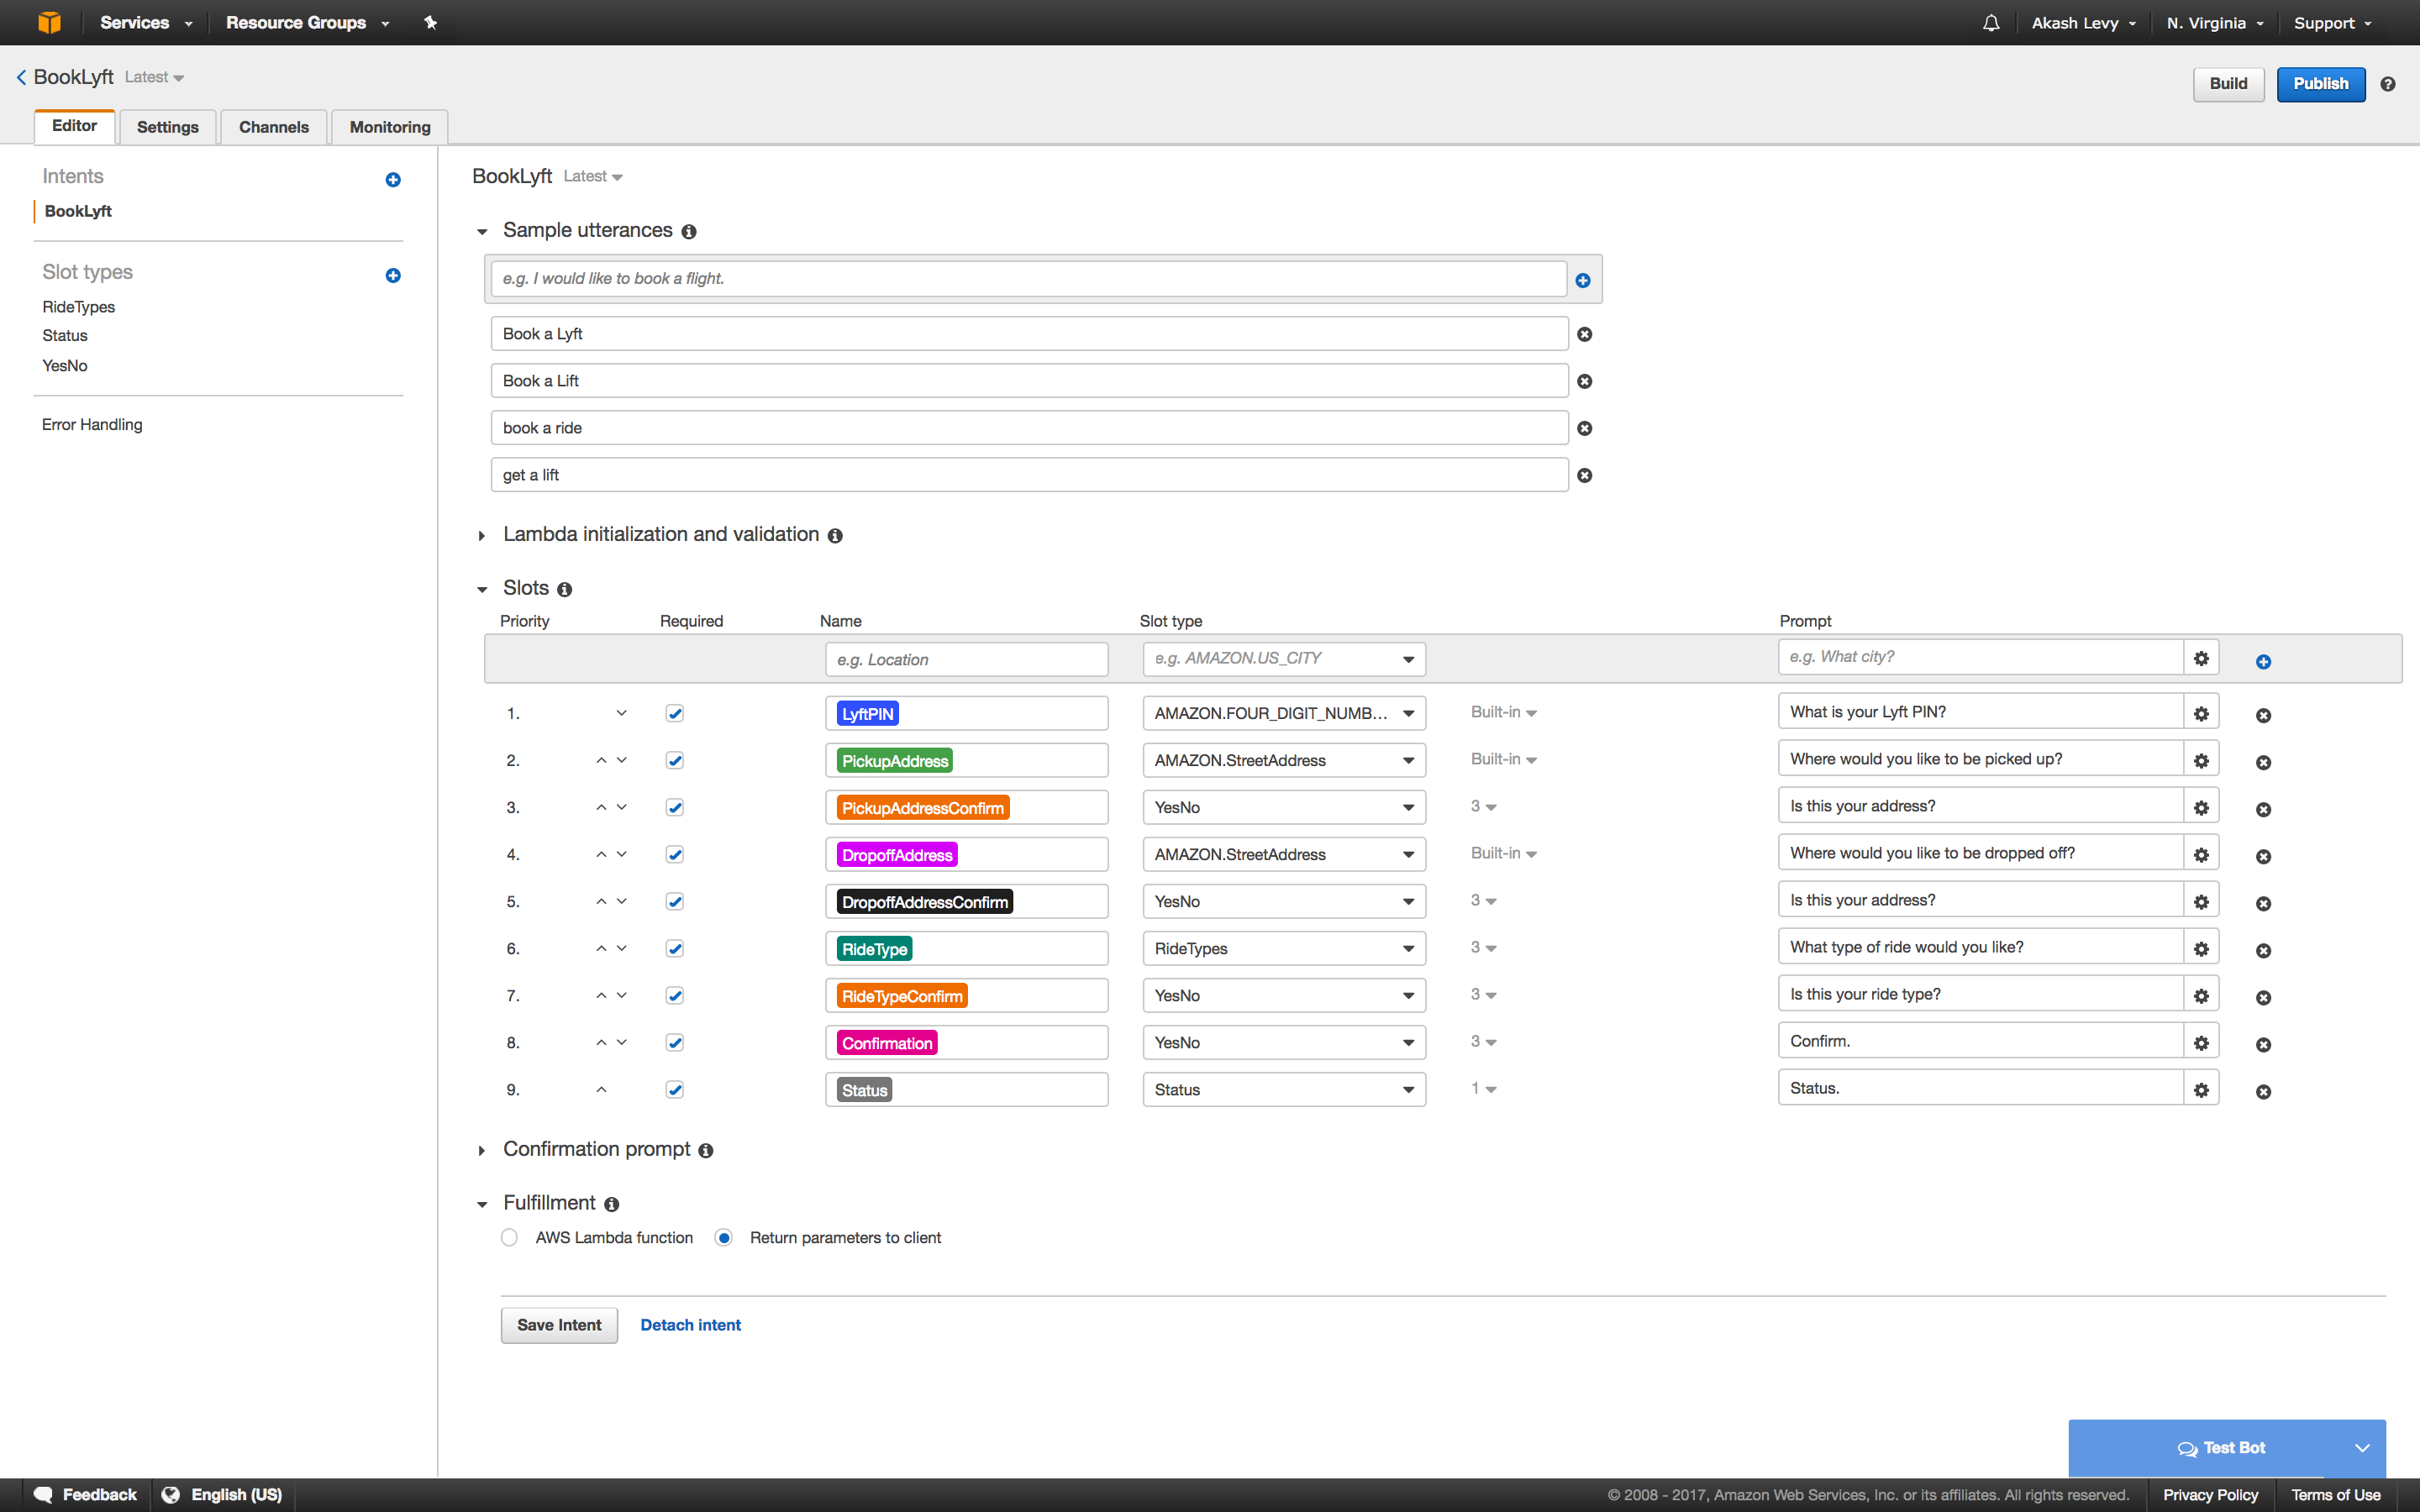 Services Resource Groups Akash Levy N. Virginia Support
BookLyft Latest
Build Publish
Editor Settings Channels Monitoring
Intents
BookLyft
Slot types
RideTypes
Status
YesNo
Error Handling
BookLyft Latest
Sample utterances
e.g. I would like to book a flight.
Book a Lyft
Book a Lift
book a ride
get a lift
Lambda initialization and validation
Slots
Priority Required Name Slot type Prompt
e.g. Location e.g. AMAZON.US_CITY e.g. What city?
1. LyftPIN AMAZON.FOUR_DIGIT_NUMB... Built-in What is your Lyft PIN?
2. PickupAddress AMAZON.StreetAddress Built-in Where would you like to be picked up?
3. PickupAddressConfirm YesNo 3 Is this your address?
4. DropoffAddress AMAZON.StreetAddress Built-in Where would you like to be dropped off?
5. DropoffAddressConfirm YesNo 3 Is this your address?
6. RideType RideTypes 3 What type of ride would you like?
7. RideTypeConfirm YesNo 3 Is this your ride type?
8. Confirmation YesNo 3 Confirm.
9. Status Status 1 Status.
Confirmation prompt
Fulfillment
AWS Lambda function Return parameters to client
Save Intent Detach intent
Test Bot
Feedback English (US) © 2008 - 2017, Amazon Web Services, Inc. or its affiliates. All rights reserved. Privacy Policy Terms of Use